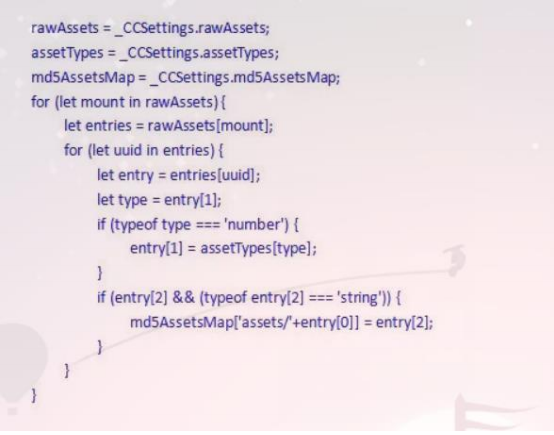 rawAssets = _CCSettings.rawAssets;
assetTypes = _CCSettings.assetTypes;
md5AssetsMap = _CCSettings.md5AssetsMap;
for (let mount in rawAssets) {
let entries = rawAssets[mount];
for (let uuid in entries) {
let entry = entries[uuid];
let type = entry[1];
if (typeof type === 'number') {
entry[1] = assetTypes[type];
}
if (entry[2] && (typeof entry[2] === 'string')) {
md5AssetsMap['assets/'+entry[0]] = entry[2];
}
}
}